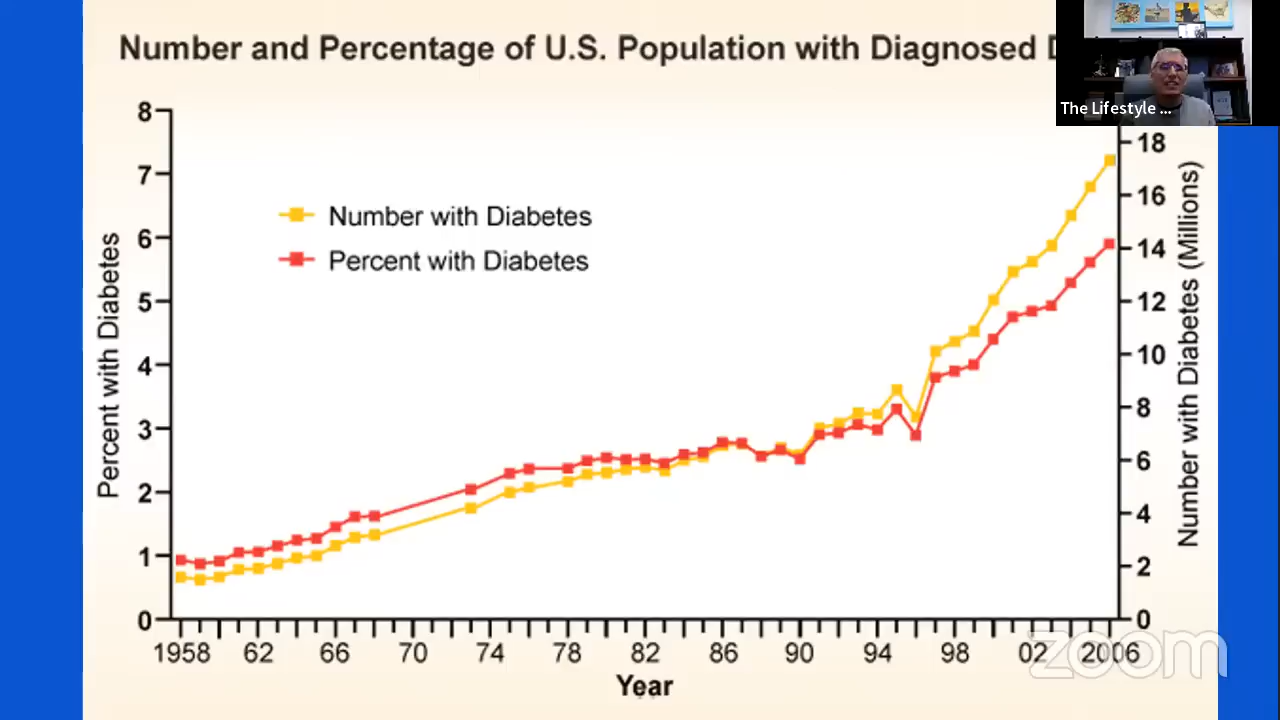 Number and Percentage of U.S. Population with Diagnosed D
The Lifestyle ...
8
7
6
5
4
3
2
1
0
Percent with Diabetes
Number with Diabetes
Percent with Diabetes
18
16
14
12
10
8
6
4
2
0
Number with Diabetes (Millions)
1958 62 66 70 74 78 82 86 90 94 98 02 2006
Year
zoom